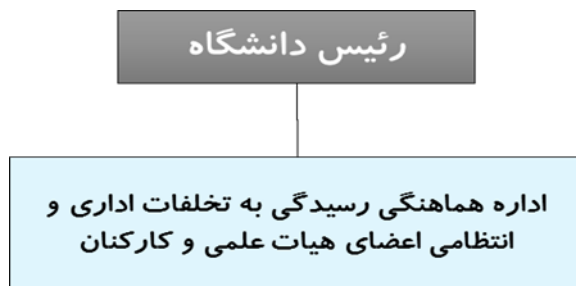 رئیس دانشگاه
اداره هماهنگی رسیدگی به تخلفات اداری و
انتظامی اعضای هیات علمی و کارکنان